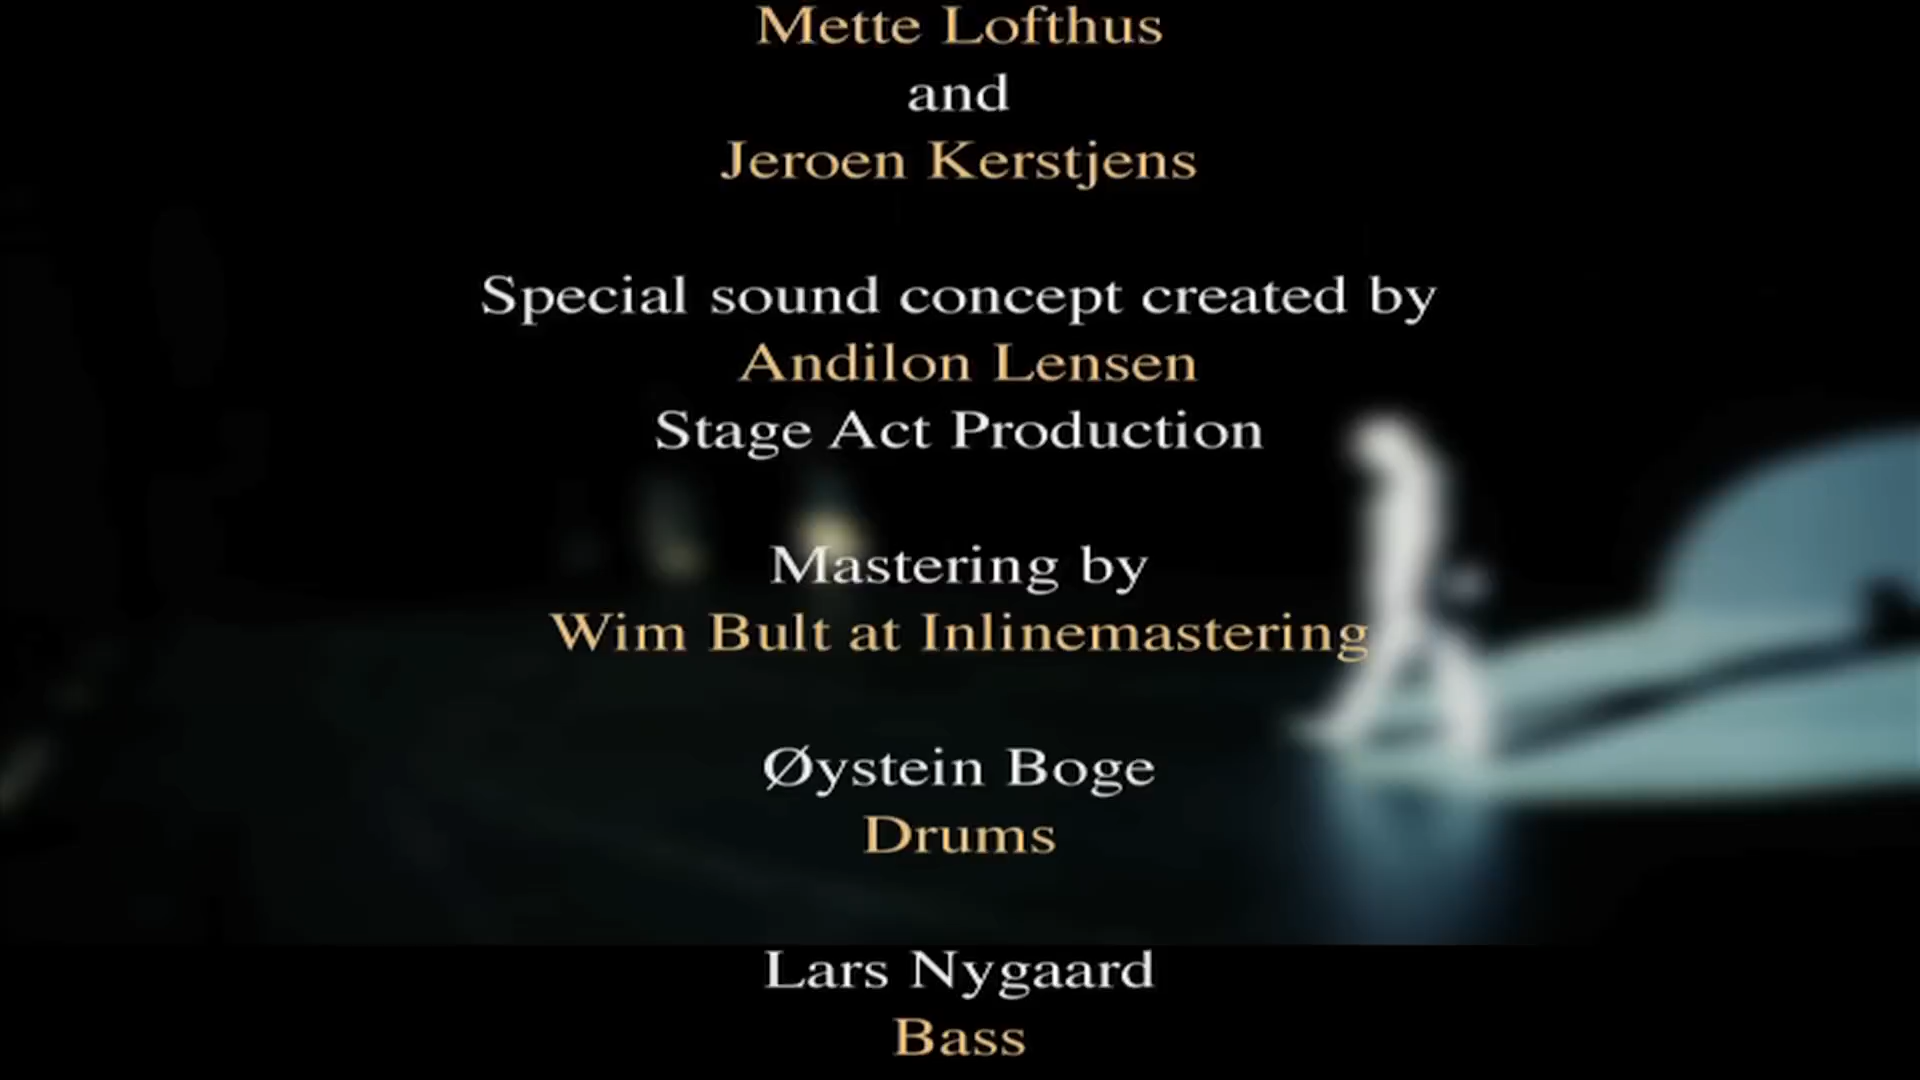 Mette Lofthus
and
Jeroen Kerstjens
Special sound concept created by
Andilon Lensen
Stage Act Production
Mastering by
Wim Bult at Inlinemastering
Øystein Boge
Drums
Lars Nygaard
Bass